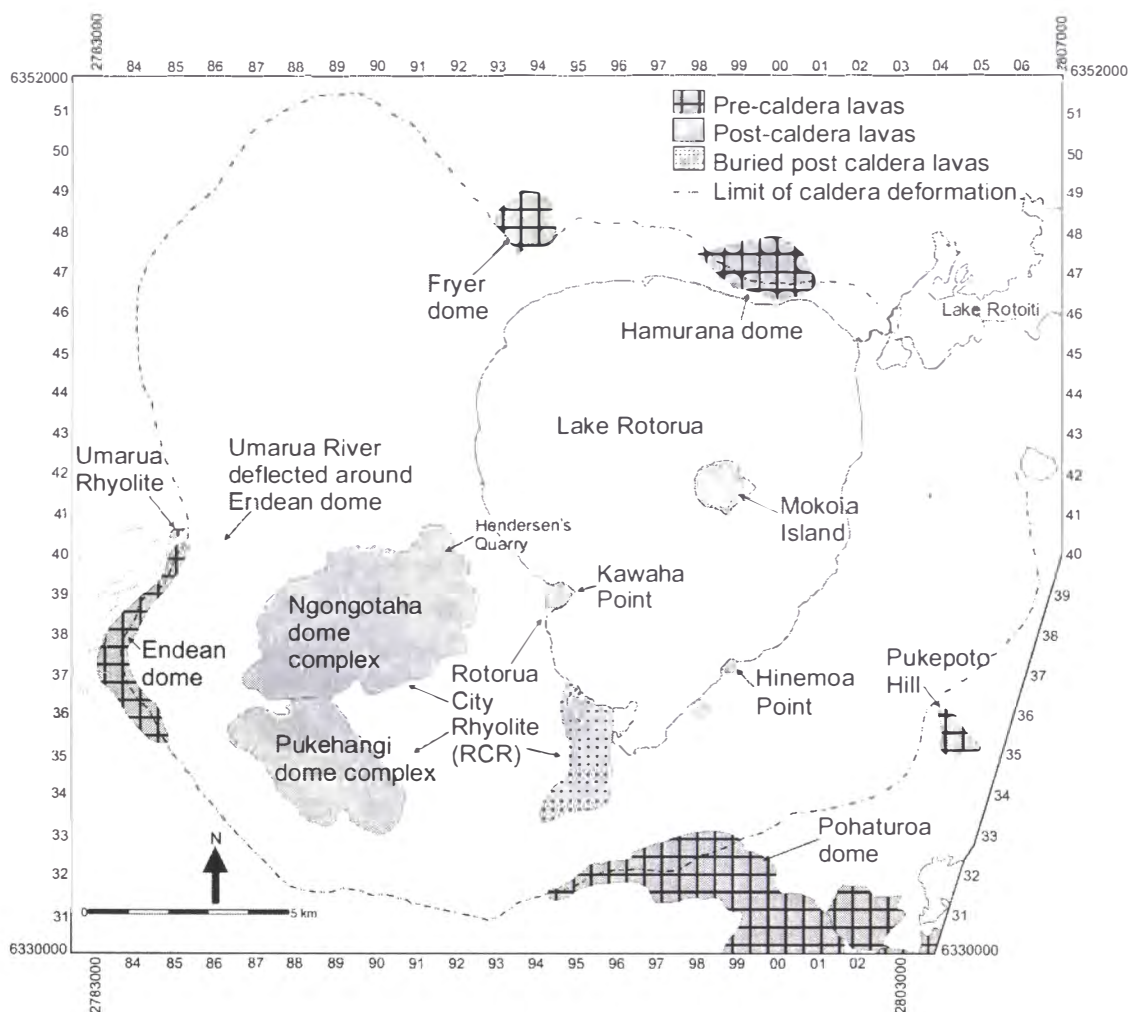 2783000
84 85 86 87 88 89 90 91 92 93 94 95 96 97 98 99 00 01 02 03 04 05 06
2807000
6352000
6352000
51
50
49
48
47
46
45
44
43
42
41
40
39
38
37
36
35
34
33
32
31
6330000
51
50
49
48
47
46
45
44
43
42
41
40
38
37
36
35
34
33
32
31
6330000
Pre-caldera lavas
Post-caldera lavas
Buried post caldera lavas
Limit of caldera deformation
Fryer
dome
Hamurana dome
Lake Rotoiti
Lake Rotorua
Umarua
Rhyolite
Umarua River
deflected around
Endean dome
Mokoia
Island
Hendersen's
Quarry
Kawaha
Point
Ngongotaha
dome
complex
Endean
dome
Rotorua
City
Rhyolite
(RCR)
Hinemoa
Point
Pukepoto
Hill
Pukehangi
dome complex
Pohaturoa
dome
N
0
5 km
2783000
84 85 86 87 88 89 90 91 92 93 94 95 96 97 98 99 00 01 02
2803000